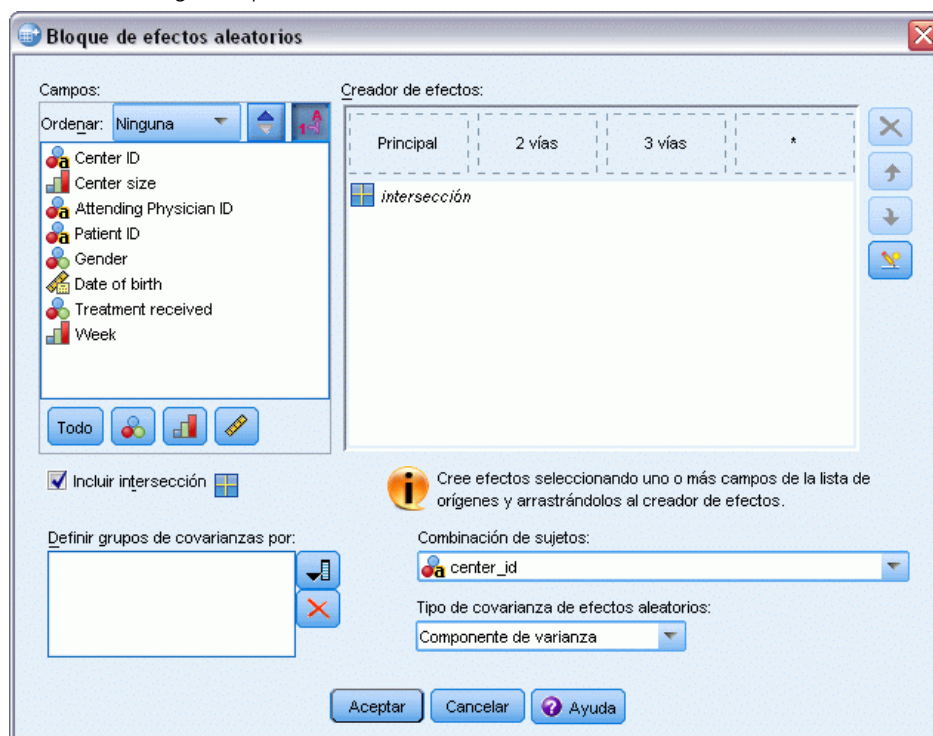 Bloque de efectos aleatorios
Campos:
Ordenar: Ninguna
Center ID
Center size
Attending Physician ID
Patient ID
Gender
Date of birth
Treatment received
Week
Todo
Creador de efectos:
Principal 2 vías 3 vías *
intersección
Incluir intersección
Cree efectos seleccionando uno o más campos de la lista de
orígenes y arrastrándolos al creador de efectos.
Definir grupos de covarianzas por:
Combinación de sujetos:
center_id
Tipo de covarianza de efectos aleatorios:
Componente de varianza
Aceptar Cancelar Ayuda